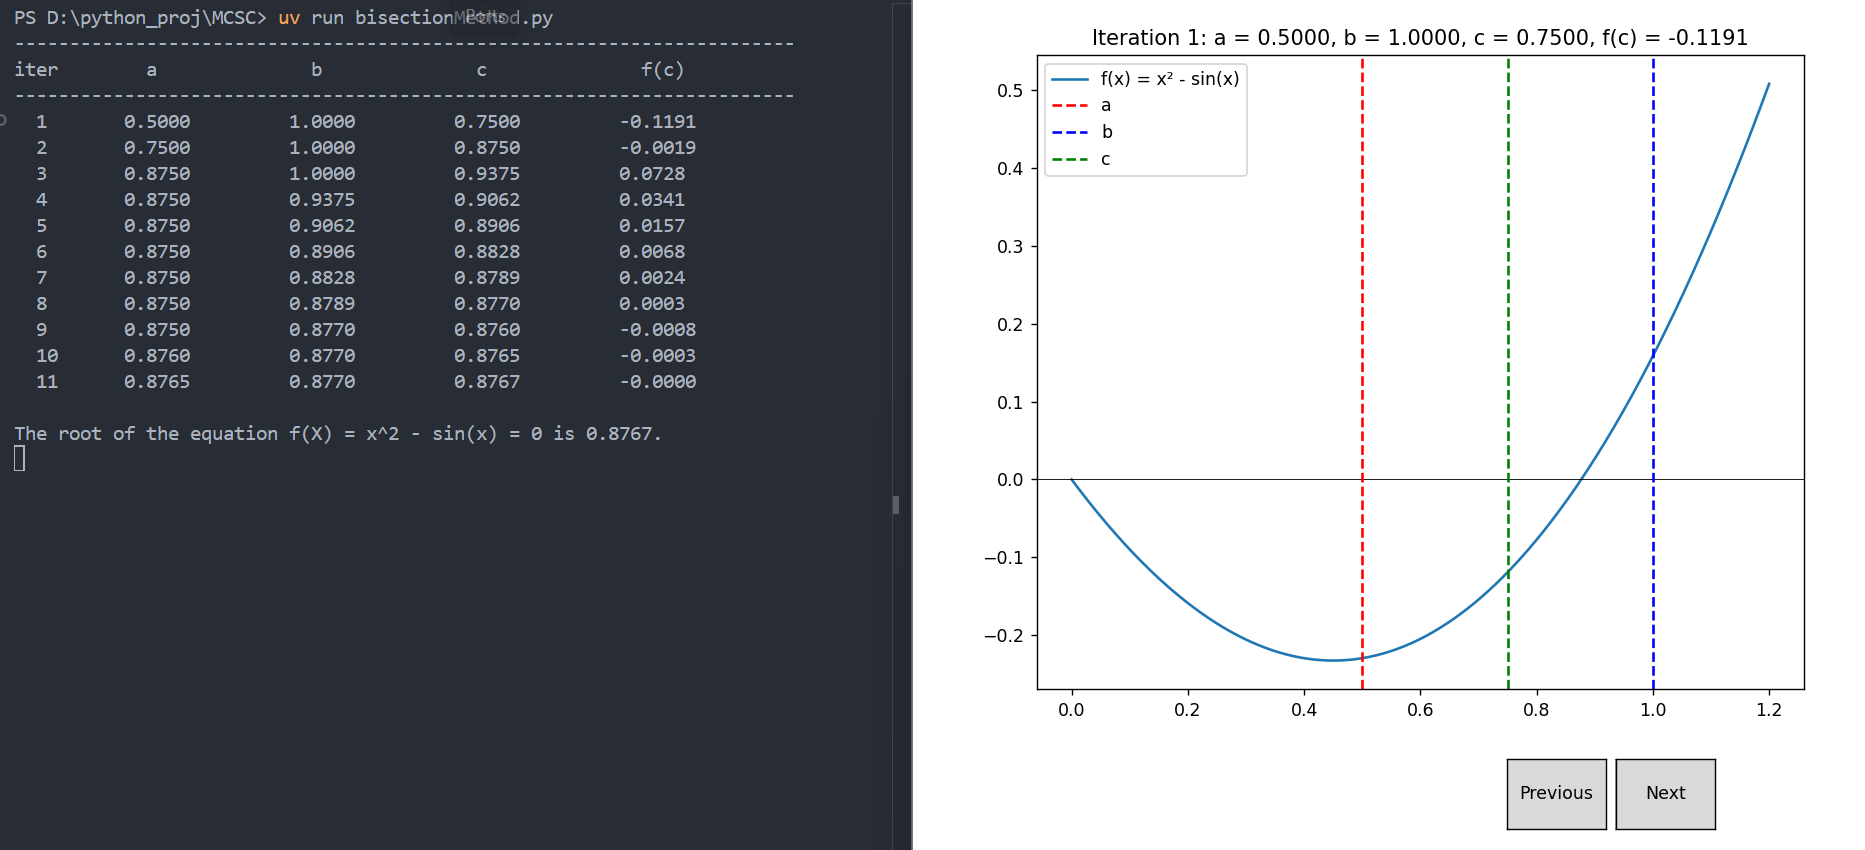 PS D:\python_proj\MCSC> uv run bisectionMethod.py
-----------------------------------------------------------------------
iter a b c f(c)
-----------------------------------------------------------------------
1 0.5000 1.0000 0.7500 -0.1191
2 0.7500 1.0000 0.8750 -0.0019
3 0.8750 1.0000 0.9375 0.0728
4 0.8750 0.9375 0.9062 0.0341
5 0.8750 0.9062 0.8906 0.0157
6 0.8750 0.8906 0.8828 0.0068
7 0.8750 0.8828 0.8789 0.0024
8 0.8750 0.8789 0.8770 0.0003
9 0.8750 0.8770 0.8760 -0.0008
10 0.8760 0.8770 0.8765 -0.0003
11 0.8765 0.8770 0.8767 -0.0000
The root of the equation f(X) = x^2 - sin(x) = 0 is 0.8767.
Ports
Iteration 1: a = 0.5000, b = 1.0000, c = 0.7500, f(c) = -0.1191
f(x) = x² - sin(x)
a
b
c
0.5
0.4
0.3
0.2
0.1
0.0
−0.1
−0.2
0.0 0.2 0.4 0.6 0.8 1.0 1.2
Previous Next